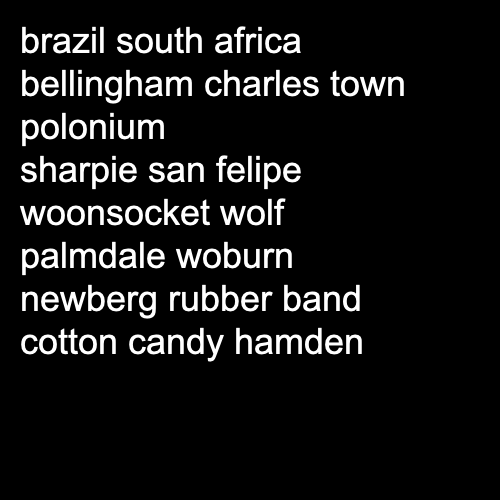 brazil south africa
bellingham charles town
polonium
sharpie san felipe
woonsocket wolf
palmdale woburn
newberg rubber band
cotton candy hamden